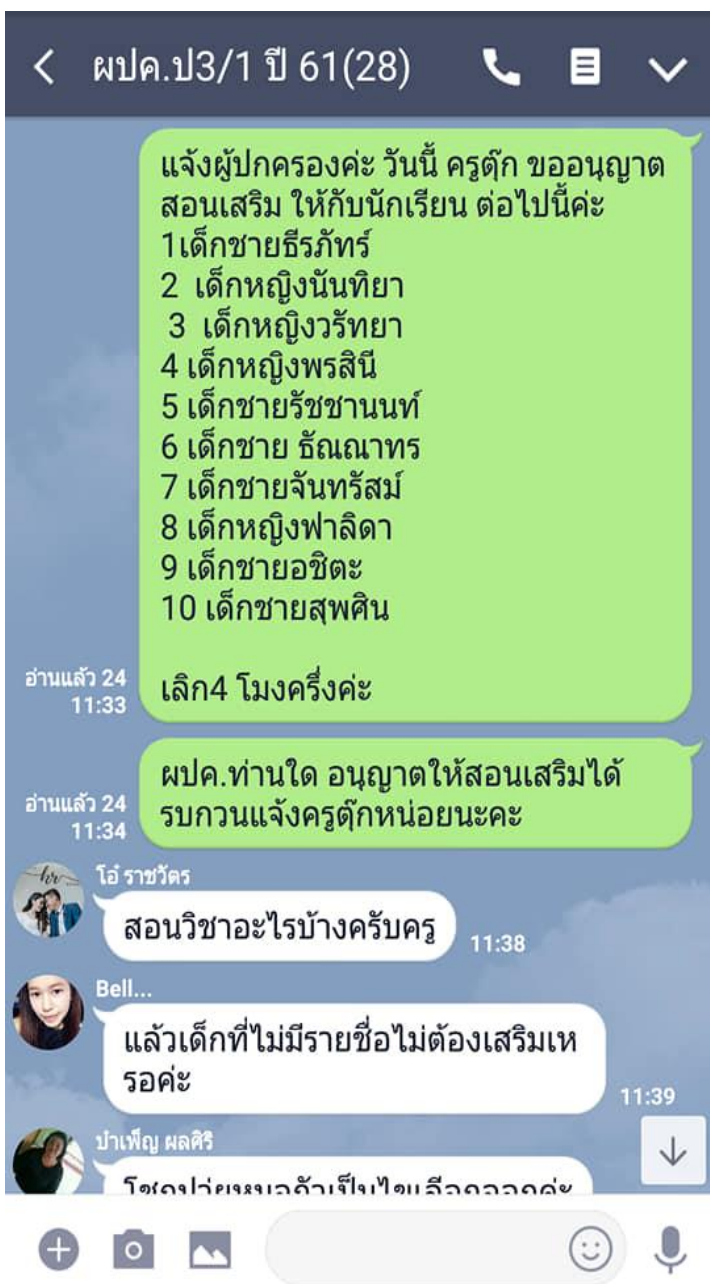 ผปค.ป3/1 ปี 61(28)
แจ้งผู้ปกครองค่ะ วันนี้ ครูตุ๊ก ขออนุญาต
สอนเสริม ให้กับนักเรียน ต่อไปนี้ค่ะ
1เด็กชายธีรภัทร์
2 เด็กหญิงนันทิยา
3 เด็กหญิงวรัทยา
4 เด็กหญิงพรสินี
5 เด็กชายรัชชานนท์
6 เด็กชาย ธัณณาทร
7 เด็กชายจันทรัสม์
8 เด็กหญิงฟาลิดา
9 เด็กชายอชิตะ
10 เด็กชายสุพศิน
เลิก4 โมงครึ่งค่ะ
อ่านแล้ว 24
11:33
ผปค.ท่านใด อนุญาตให้สอนเสริมได้
รบกวนแจ้งครูตุ๊กหน่อยนะคะ
อ่านแล้ว 24
11:34
โอ๋ ราชวัตร
สอนวิชาอะไรบ้างครับครู
11:38
Bell...
แล้วเด็กที่ไม่มีรายชื่อไม่ต้องเสริมเห
รอค่ะ
11:39
บำเพ็ญ ผลศิริ